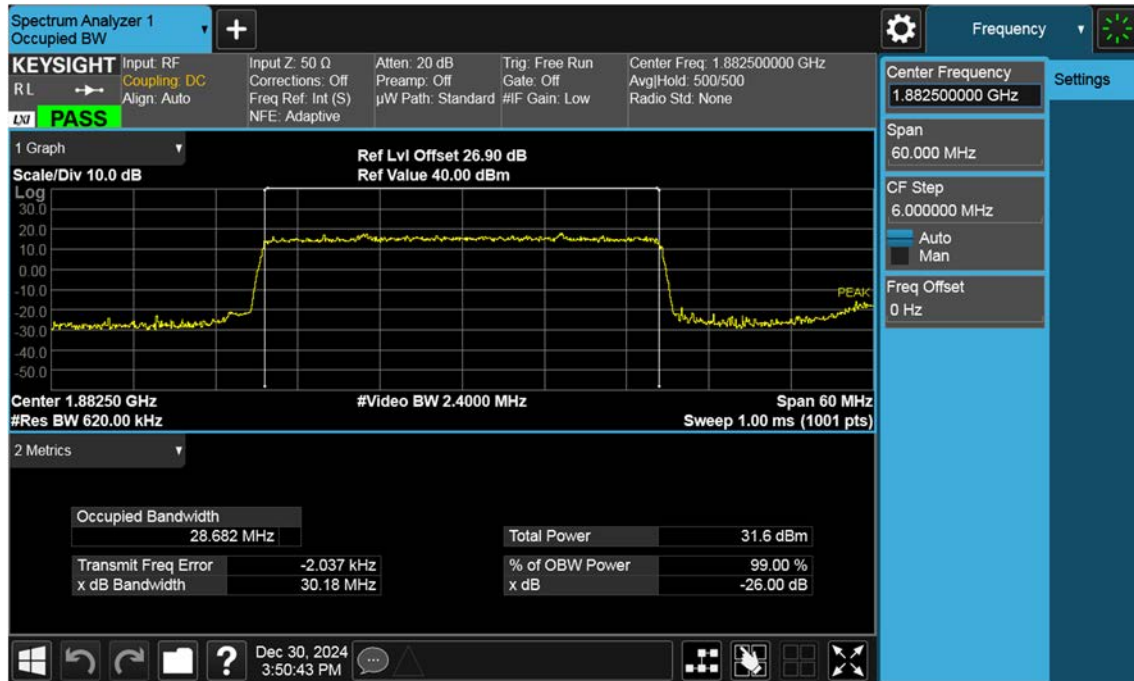 Spectrum Analyzer 1
Occupied BW
+
Frequency
KEYSIGHT
R L
LXI PASS
Input: RF
Coupling: DC
Align: Auto
Input Z: 50 Ω
Corrections: Off
Freq Ref: Int (S)
NFE: Adaptive
Atten: 20 dB
Preamp: Off
µW Path: Standard
Trig: Free Run
Gate: Off
#IF Gain: Low
Center Freq: 1.882500000 GHz
Avg|Hold: 500/500
Radio Std: None
1 Graph
Scale/Div 10.0 dB
Ref Lvl Offset 26.90 dB
Ref Value 40.00 dBm
Log
30.0
20.0
10.0
0.00
-10.0
-20.0
-30.0
-40.0
-50.0
PEAK
Center 1.88250 GHz
#Video BW 2.4000 MHz
Span 60 MHz
#Res BW 620.00 kHz
Sweep 1.00 ms (1001 pts)
2 Metrics
Occupied Bandwidth
28.682 MHz
Total Power 31.6 dBm
Transmit Freq Error -2.037 kHz
% of OBW Power 99.00 %
x dB Bandwidth 30.18 MHz
x dB -26.00 dB
Center Frequency
1.882500000 GHz
Settings
Span
60.000 MHz
CF Step
6.000000 MHz
Auto
Man
Freq Offset
0 Hz
?
Dec 30, 2024
3:50:43 PM